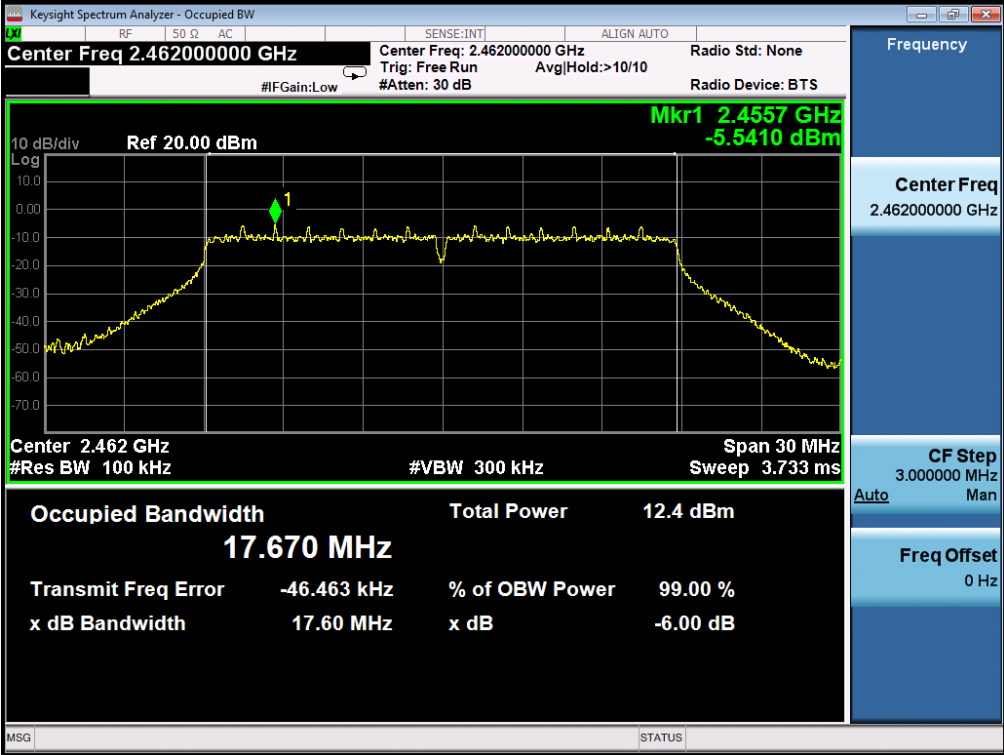 Keysight Spectrum Analyzer - Occupied BW
LXI RF 50 Ω AC SENSE:INT ALIGN AUTO
Center Freq 2.462000000 GHz
Center Freq: 2.462000000 GHz Radio Std: None
Trig: Free Run Avg|Hold:>10/10
#IFGain:Low #Atten: 30 dB Radio Device: BTS
Mkr1 2.4557 GHz
-5.5410 dBm
10 dB/div Ref 20.00 dBm
Log
10.0
0.00
-10.0
-20.0
-30.0
-40.0
-50.0
-60.0
-70.0
1
Center 2.462 GHz Span 30 MHz
#Res BW 100 kHz #VBW 300 kHz Sweep 3.733 ms
Occupied Bandwidth Total Power 12.4 dBm
17.670 MHz
Transmit Freq Error -46.463 kHz % of OBW Power 99.00 %
x dB Bandwidth 17.60 MHz x dB -6.00 dB
Frequency
Center Freq
2.462000000 GHz
CF Step
3.000000 MHz
Auto Man
Freq Offset
0 Hz
MSG STATUS